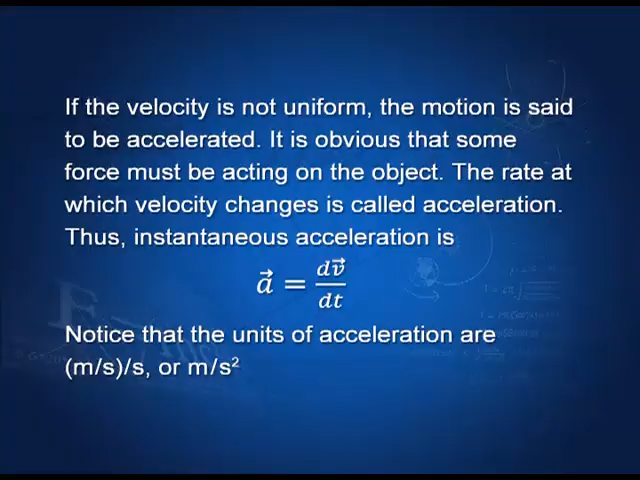 If the velocity is not uniform, the motion is said
to be accelerated. It is obvious that some
force must be acting on the object. The rate at
which velocity changes is called acceleration.
Thus, instantaneous acceleration is
a⃗ = dv⃗/dt
Notice that the units of acceleration are
(m/s)/s, or m/s²